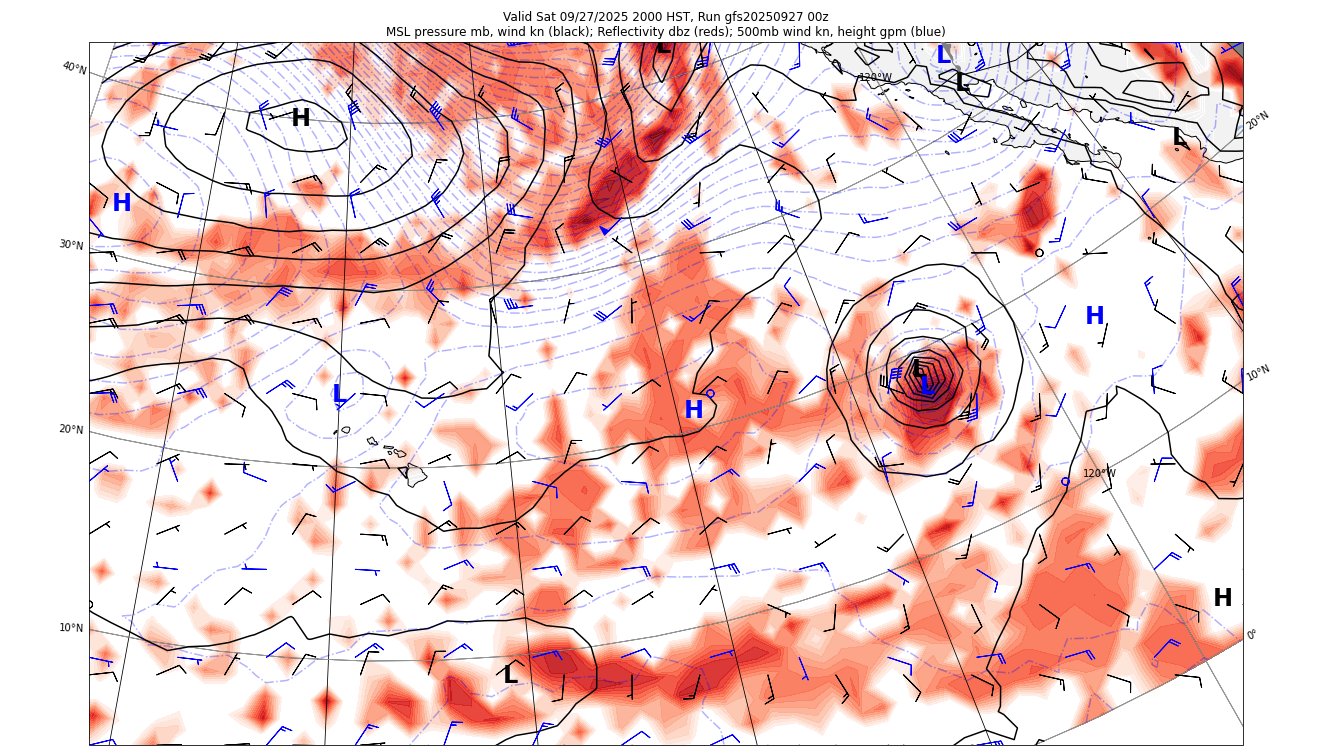 Valid Sat 09/27/2025 2000 HST, Run gfs20250927 00z
MSL pressure mb, wind kn (black); Reflectivity dbz (reds); 500mb wind kn, height gpm (blue)
L
L
40°N
120°W
L
H
20°N
L
H
30°N
H
L
10°N
L
L
H
20°N
120°W
H
10°N
0°
L